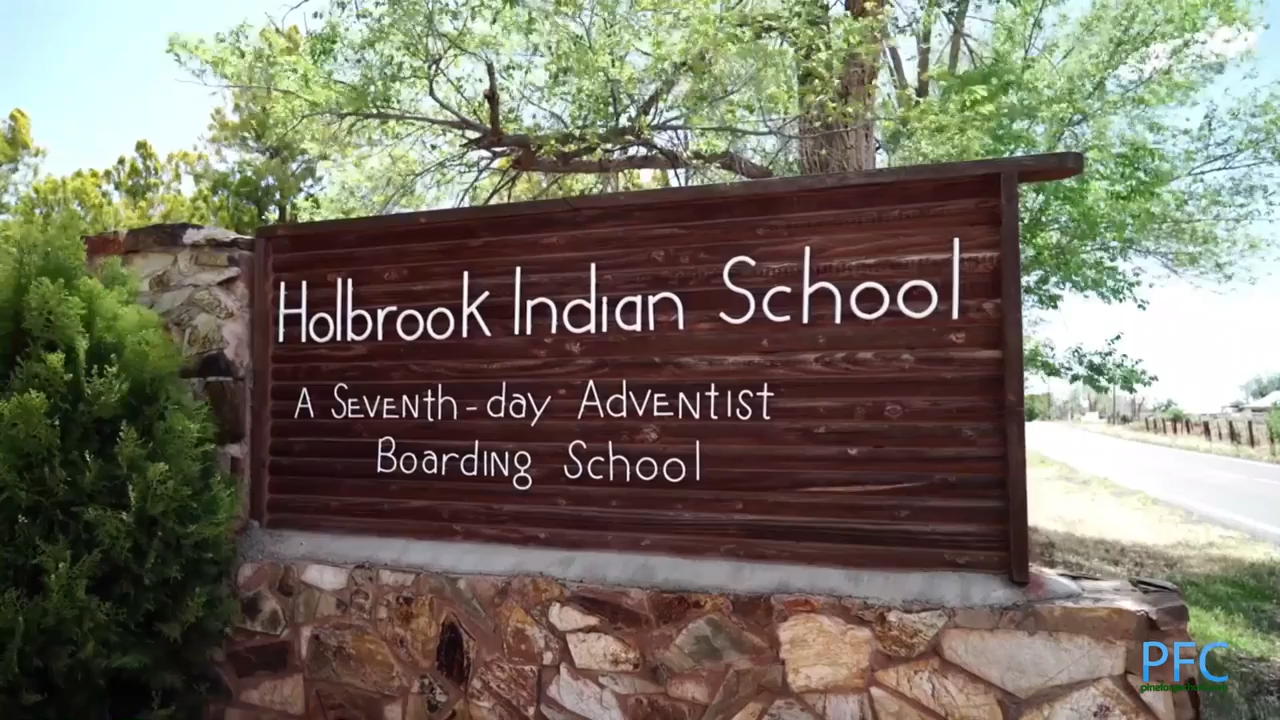 Holbrook Indian School
A Seventh-day Adventist
Boarding School
PFC